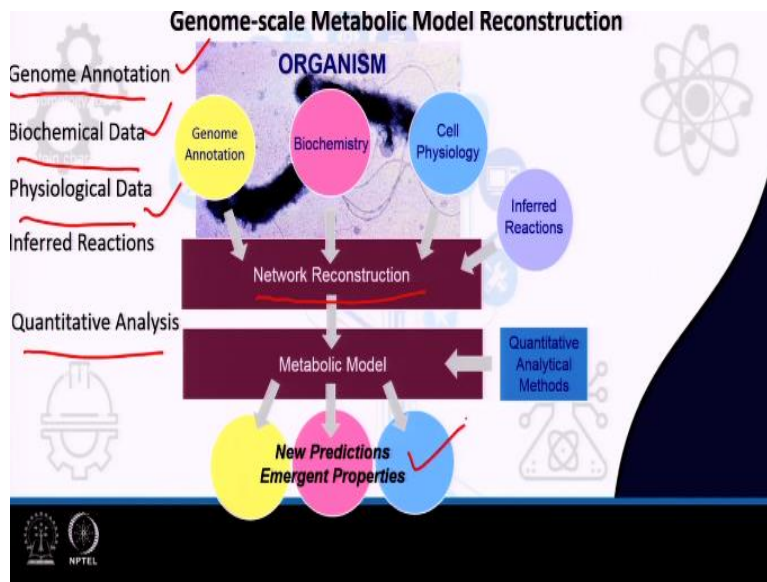 Genome-scale Metabolic Model Reconstruction
Genome Annotation
Biochemical Data
Physiological Data
Inferred Reactions
Quantitative Analysis
ORGANISM
Genome
Annotation
Biochemistry
Cell
Physiology
Inferred
Reactions
Network Reconstruction
Metabolic Model
Quantitative
Analytical
Methods
New Predictions
Emergent Properties
NPTEL